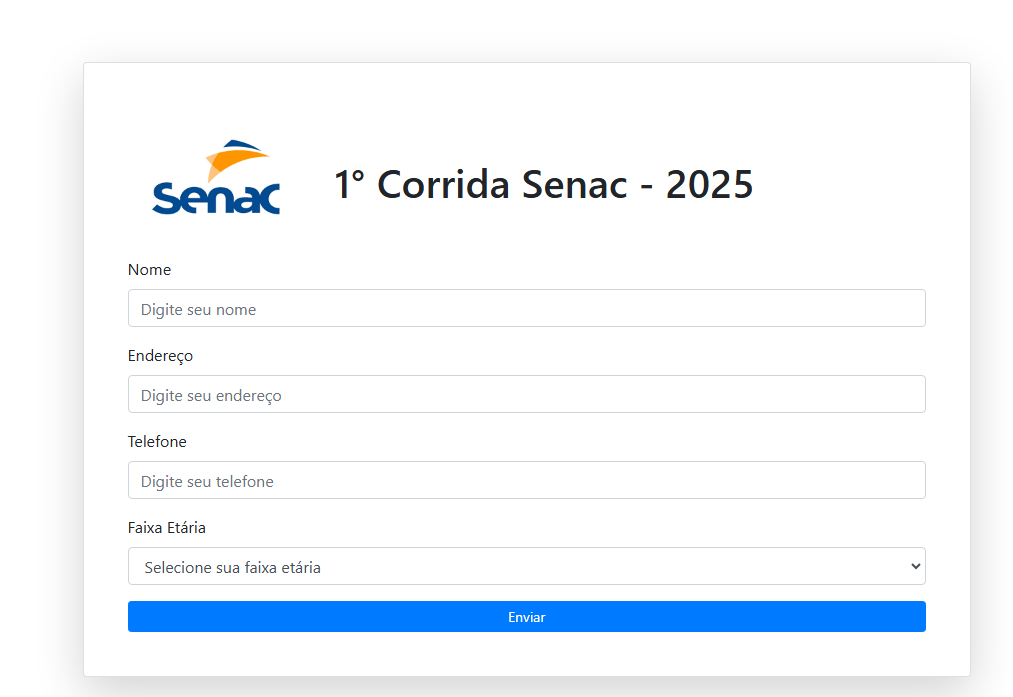 Senac
1° Corrida Senac - 2025
Nome
Digite seu nome
Endereço
Digite seu endereço
Telefone
Digite seu telefone
Faixa Etária
Selecione sua faixa etária
Enviar